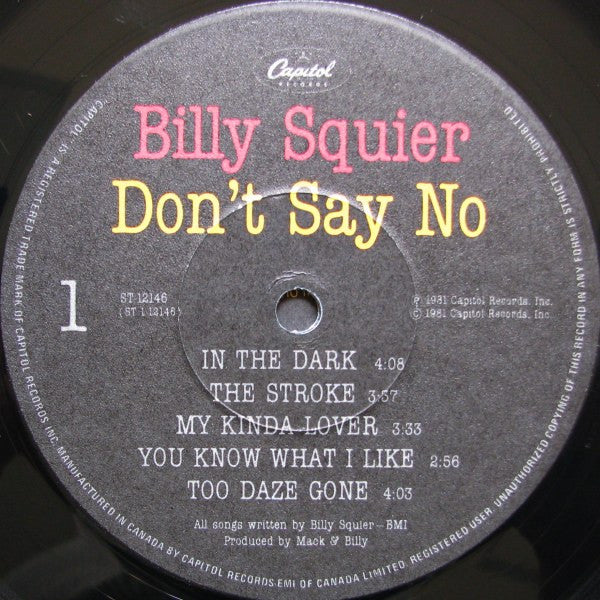 Capitol
RECORDS
Billy Squier
Don't Say No
1
ST 12146
(ST 1 12146)
℗ 1981 Capitol Records, Inc.
© 1981 Capitol Records, Inc.
IN THE DARK 4:08
THE STROKE 3:57
MY KINDA LOVER 3:33
YOU KNOW WHAT I LIKE 2:56
TOO DAZE GONE 4:03
All songs written by Billy Squier–BMI
Produced by Mack & Billy
"CAPITOL" IS A REGISTERED TRADE MARK OF CAPITOL RECORDS INC. MANUFACTURED IN CANADA BY CAPITOL RECORDS-EMI OF CANADA LIMITED. REGISTERED USER. UNAUTHORIZED COPYING OF THIS RECORD IN ANY FORM IS STRICTLY PROHIBITED